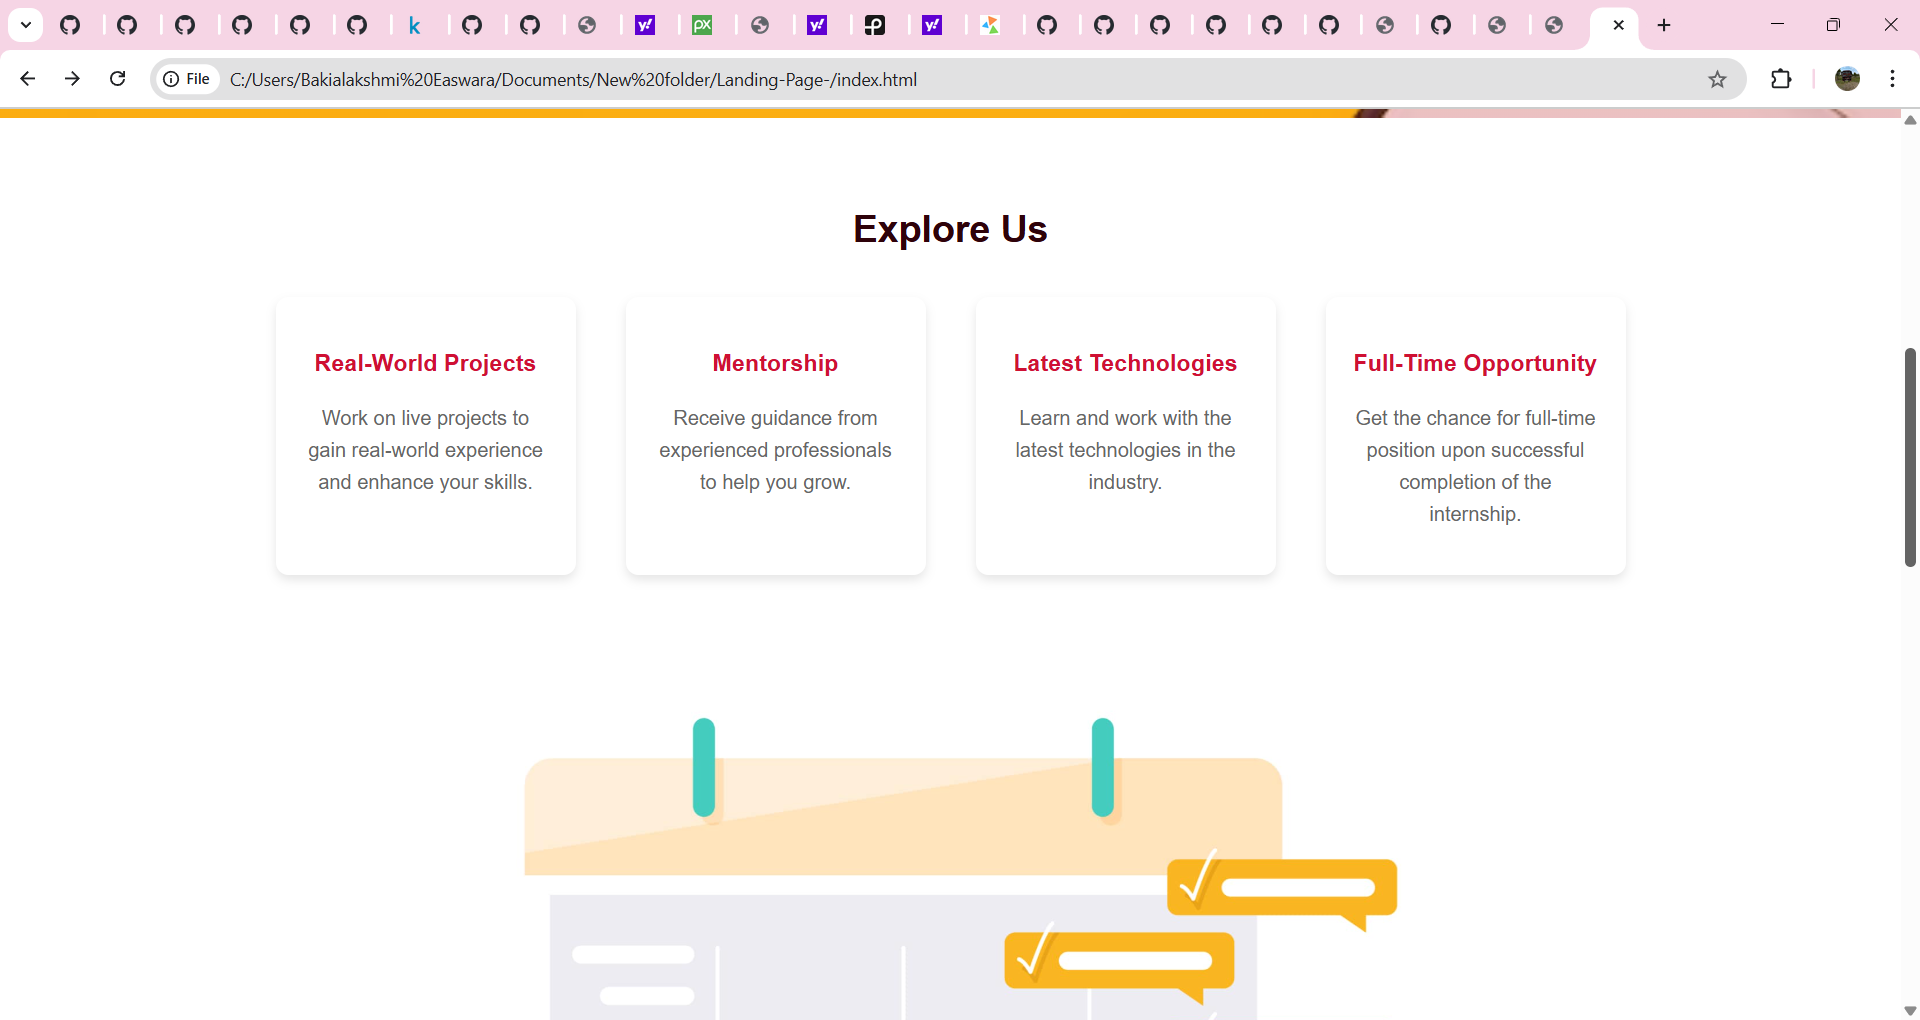 k
y!
px
y!
y!
File
C:/Users/Bakialakshmi%20Easwara/Documents/New%20folder/Landing-Page-/index.html
Explore Us
Real-World Projects
Work on live projects to
gain real-world experience
and enhance your skills.
Mentorship
Receive guidance from
experienced professionals
to help you grow.
Latest Technologies
Learn and work with the
latest technologies in the
industry.
Full-Time Opportunity
Get the chance for full-time
position upon successful
completion of the
internship.